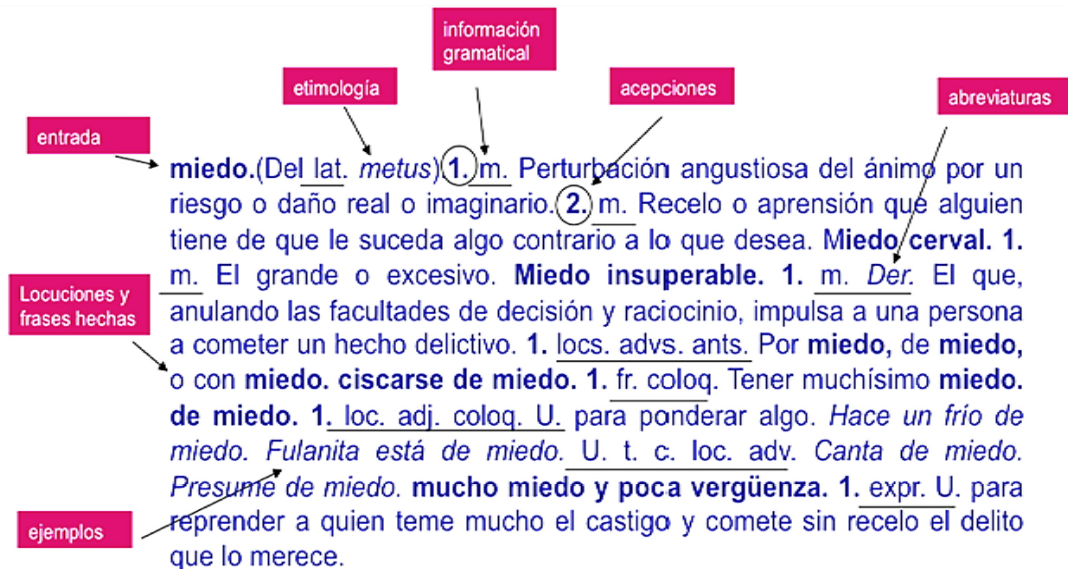 información
gramatical
etimología
acepciones
abreviaturas
entrada
miedo.(Del lat. metus) 1. m. Perturbación angustiosa del ánimo por un
riesgo o daño real o imaginario. 2. m. Recelo o aprensión que alguien
tiene de que le suceda algo contrario a lo que desea. Miedo cerval. 1.
m. El grande o excesivo. Miedo insuperable. 1. m. Der. El que,
Locuciones y
frases hechas
anulando las facultades de decisión y raciocinio, impulsa a una persona
a cometer un hecho delictivo. 1. locs. advs. ants. Por miedo, de miedo,
o con miedo. ciscarse de miedo. 1. fr. coloq. Tener muchísimo miedo.
de miedo. 1. loc. adj. coloq. U. para ponderar algo. Hace un frío de
miedo. Fulanita está de miedo. U. t. c. loc. adv. Canta de miedo.
Presume de miedo. mucho miedo y poca vergüenza. 1. expr. U. para
ejemplos
reprender a quien teme mucho el castigo y comete sin recelo el delito
que lo merece.